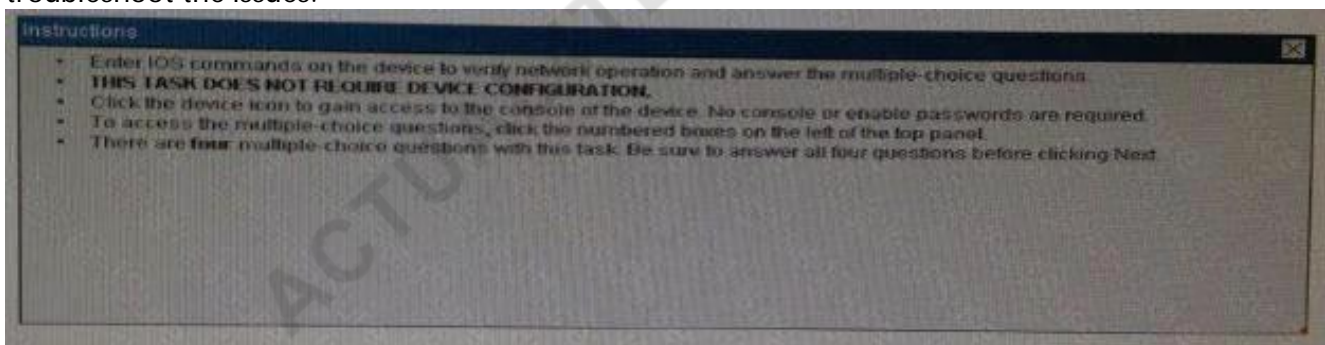 troubleshoot the issues.
Instructions
• Enter IOS commands on the device to verify network operation and answer the multiple-choice questions.
• THIS TASK DOES NOT REQUIRE DEVICE CONFIGURATION.
• Click the device icon to gain access to the console of the device. No console or enable passwords are required.
• To access the multiple-choice questions, click the numbered boxes on the left of the top panel.
• There are four multiple-choice questions with this task. Be sure to answer all four questions before clicking Next.